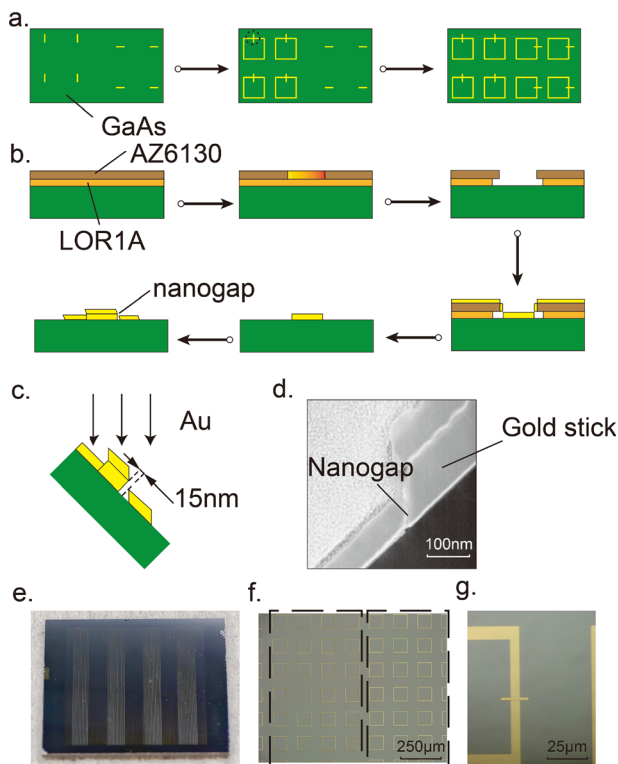 a.
GaAs
b.
AZ6130
LOR1A
nanogap
c.
Au
15nm
d.
Gold stick
Nanogap
100nm
e.
f.
250μm
g.
25μm